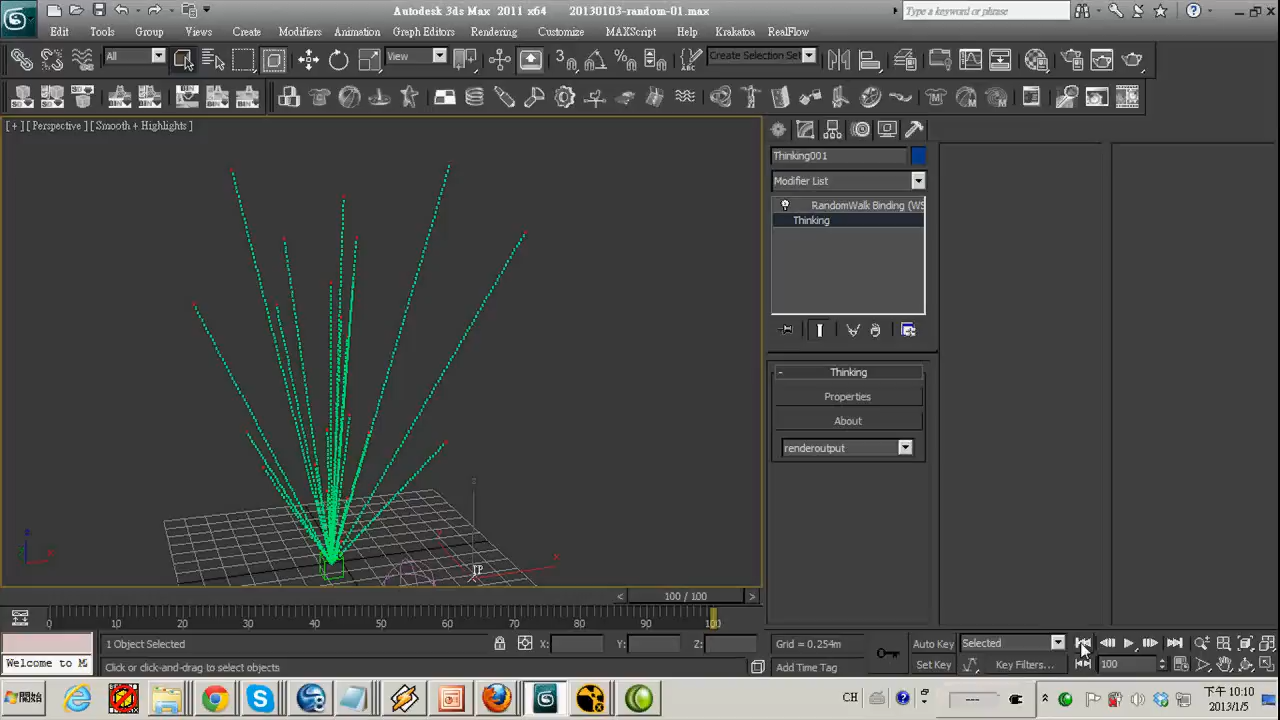 Autodesk 3ds Max 2011 x64 20130103-random-01.max
Type a keyword or phrase
Edit Tools Group Views Create Modifiers Animation Graph Editors Rendering Customize MAXScript Help Krakatoa RealFlow
All View Create Selection Set
[ + ] [ Perspective ] [ Smooth + Highlights ]
Thinking001
Modifier List
RandomWalk Binding (WS
Thinking
- Thinking
Properties
About
renderoutput
TP
x
< 100 / 100 >
0 10 20 30 40 50 60 70 80 90 100
1 Object Selected X: Y: Z: Grid = 0.254m Auto Key Selected
Welcome to M Click or click-and-drag to select objects Add Time Tag Set Key Key Filters... 100
開始 CH 下午 10:10
2013/1/5